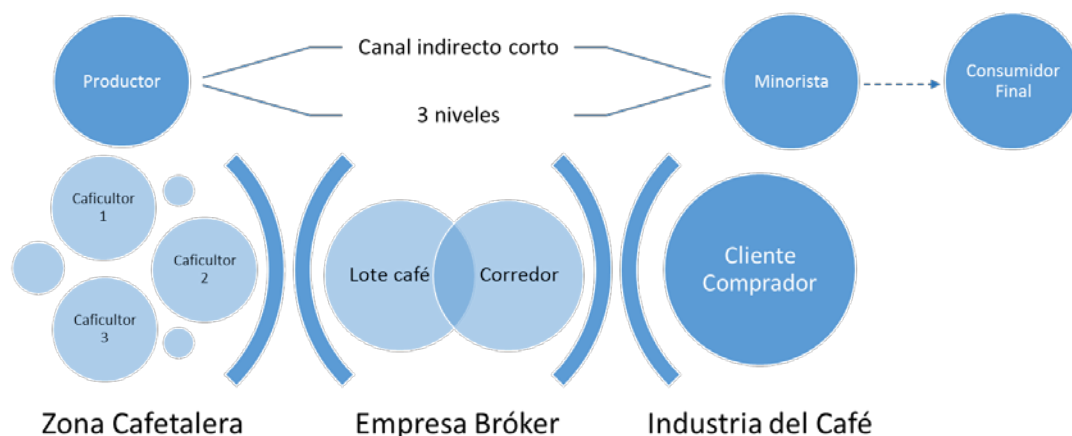 Productor
Canal indirecto corto
3 niveles
Minorista
Consumidor
Final
Caficultor
1
Caficultor
2
Caficultor
3
Lote café
Corredor
Cliente
Comprador
Zona Cafetalera
Empresa Bróker
Industria del Café